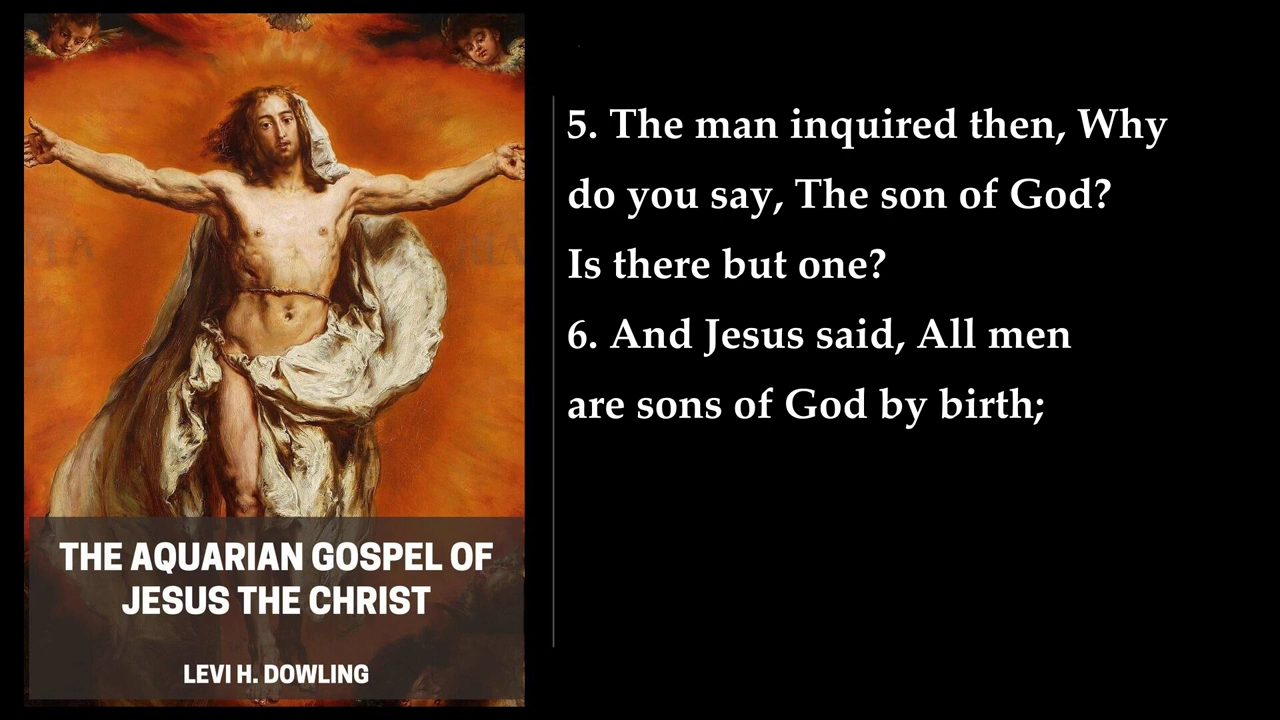 THE AQUARIAN GOSPEL OF
JESUS THE CHRIST
LEVI H. DOWLING
5. The man inquired then, Why
do you say, The son of God?
Is there but one?
6. And Jesus said, All men
are sons of God by birth;